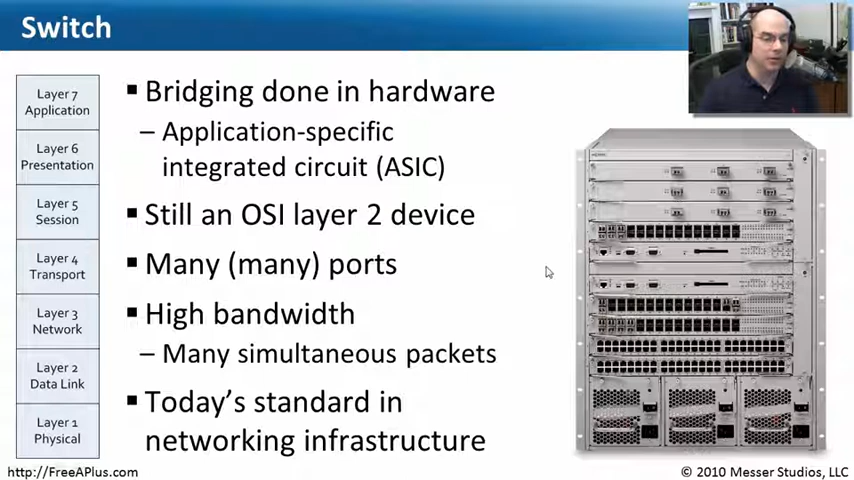 Switch
Layer 7
Application
Layer 6
Presentation
Layer 5
Session
Layer 4
Transport
Layer 3
Network
Layer 2
Data Link
Layer 1
Physical
▪ Bridging done in hardware
– Application-specific
integrated circuit (ASIC)
▪ Still an OSI layer 2 device
▪ Many (many) ports
▪ High bandwidth
– Many simultaneous packets
▪ Today's standard in
networking infrastructure
http://FreeAPlus.com
© 2010 Messer Studios, LLC